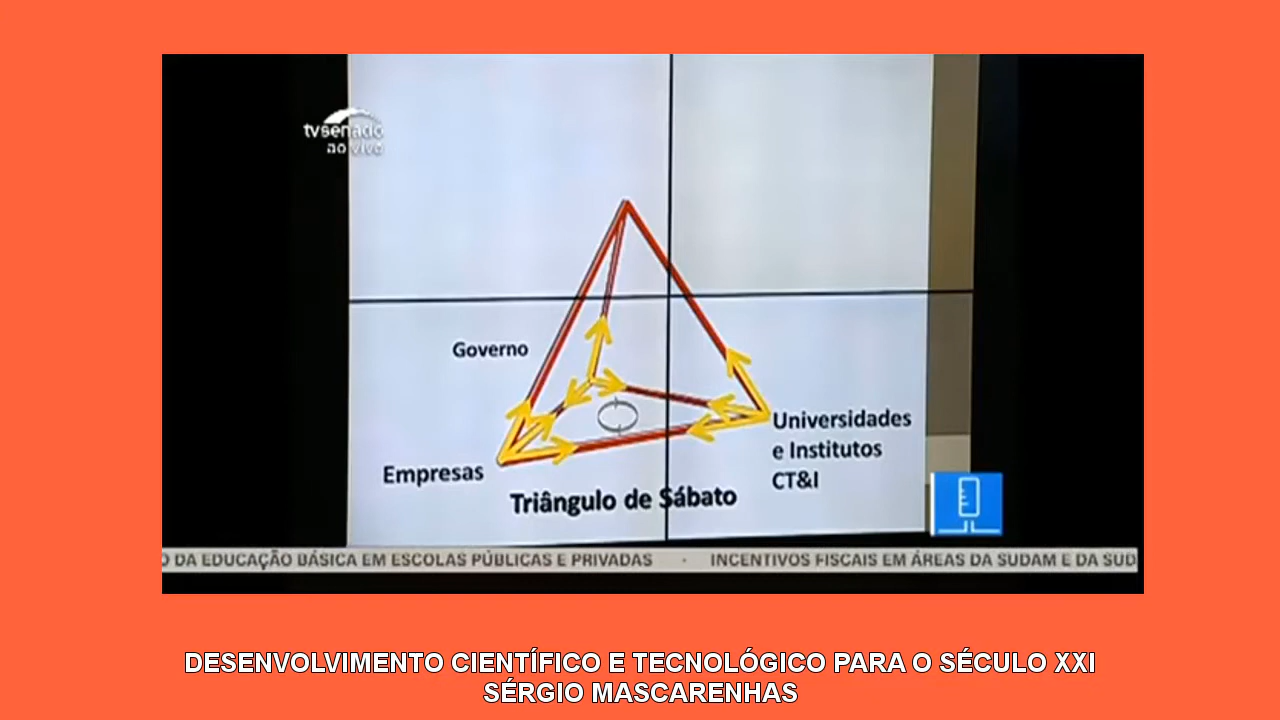 tvsenado
ao vivo
Governo
Universidades
e Institutos
CT&I
Empresas
Triângulo de Sábato
O DA EDUCAÇÃO BÁSICA EM ESCOLAS PÚBLICAS E PRIVADAS · INCENTIVOS FISCAIS EM ÁREAS DA SUDAM E DA SUD
DESENVOLVIMENTO CIENTÍFICO E TECNOLÓGICO PARA O SÉCULO XXI
SÉRGIO MASCARENHAS